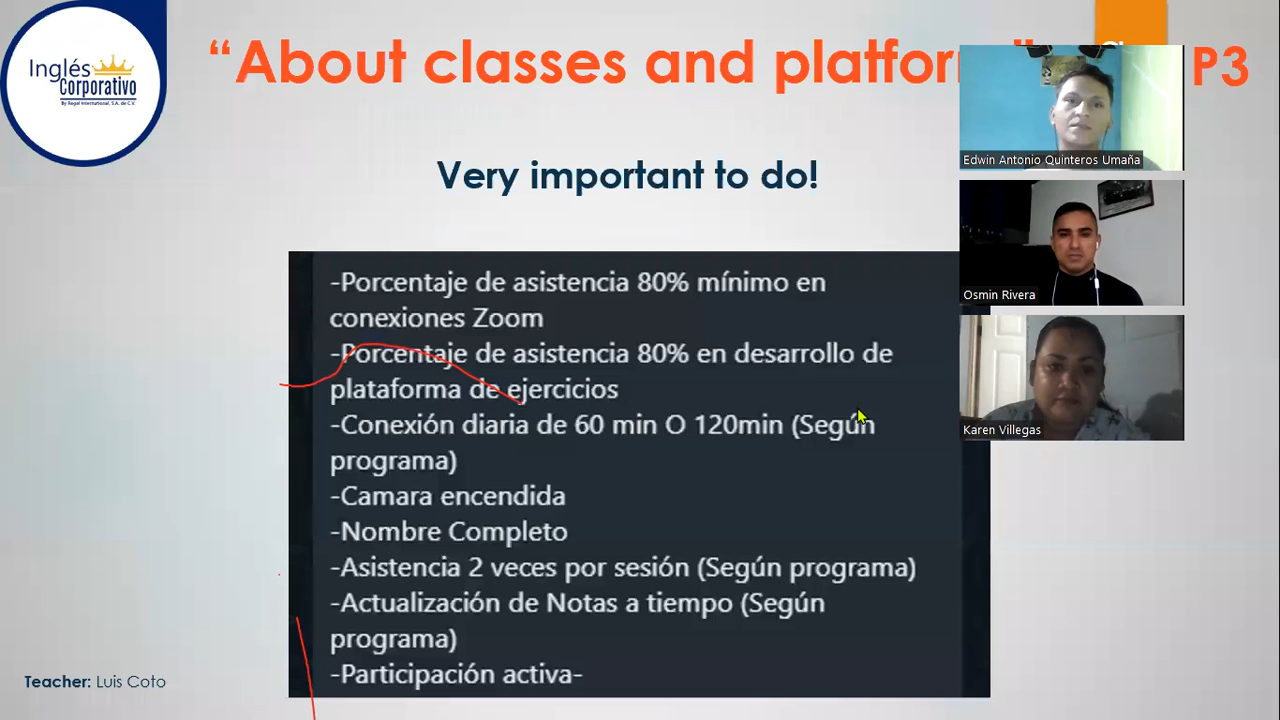 Inglés
Corporativo
By Regal International, S.A. de C.V.
“About classes and platfor
P3
Very important to do!
-Porcentaje de asistencia 80% mínimo en
conexiones Zoom
-Porcentaje de asistencia 80% en desarrollo de
plataforma de ejercicios
-Conexión diaria de 60 min O 120min (Según
programa)
-Camara encendida
-Nombre Completo
-Asistencia 2 veces por sesión (Según programa)
-Actualización de Notas a tiempo (Según
programa)
-Participación activa-
Edwin Antonio Quinteros Umaña
Osmin Rivera
Karen Villegas
Teacher: Luis Coto